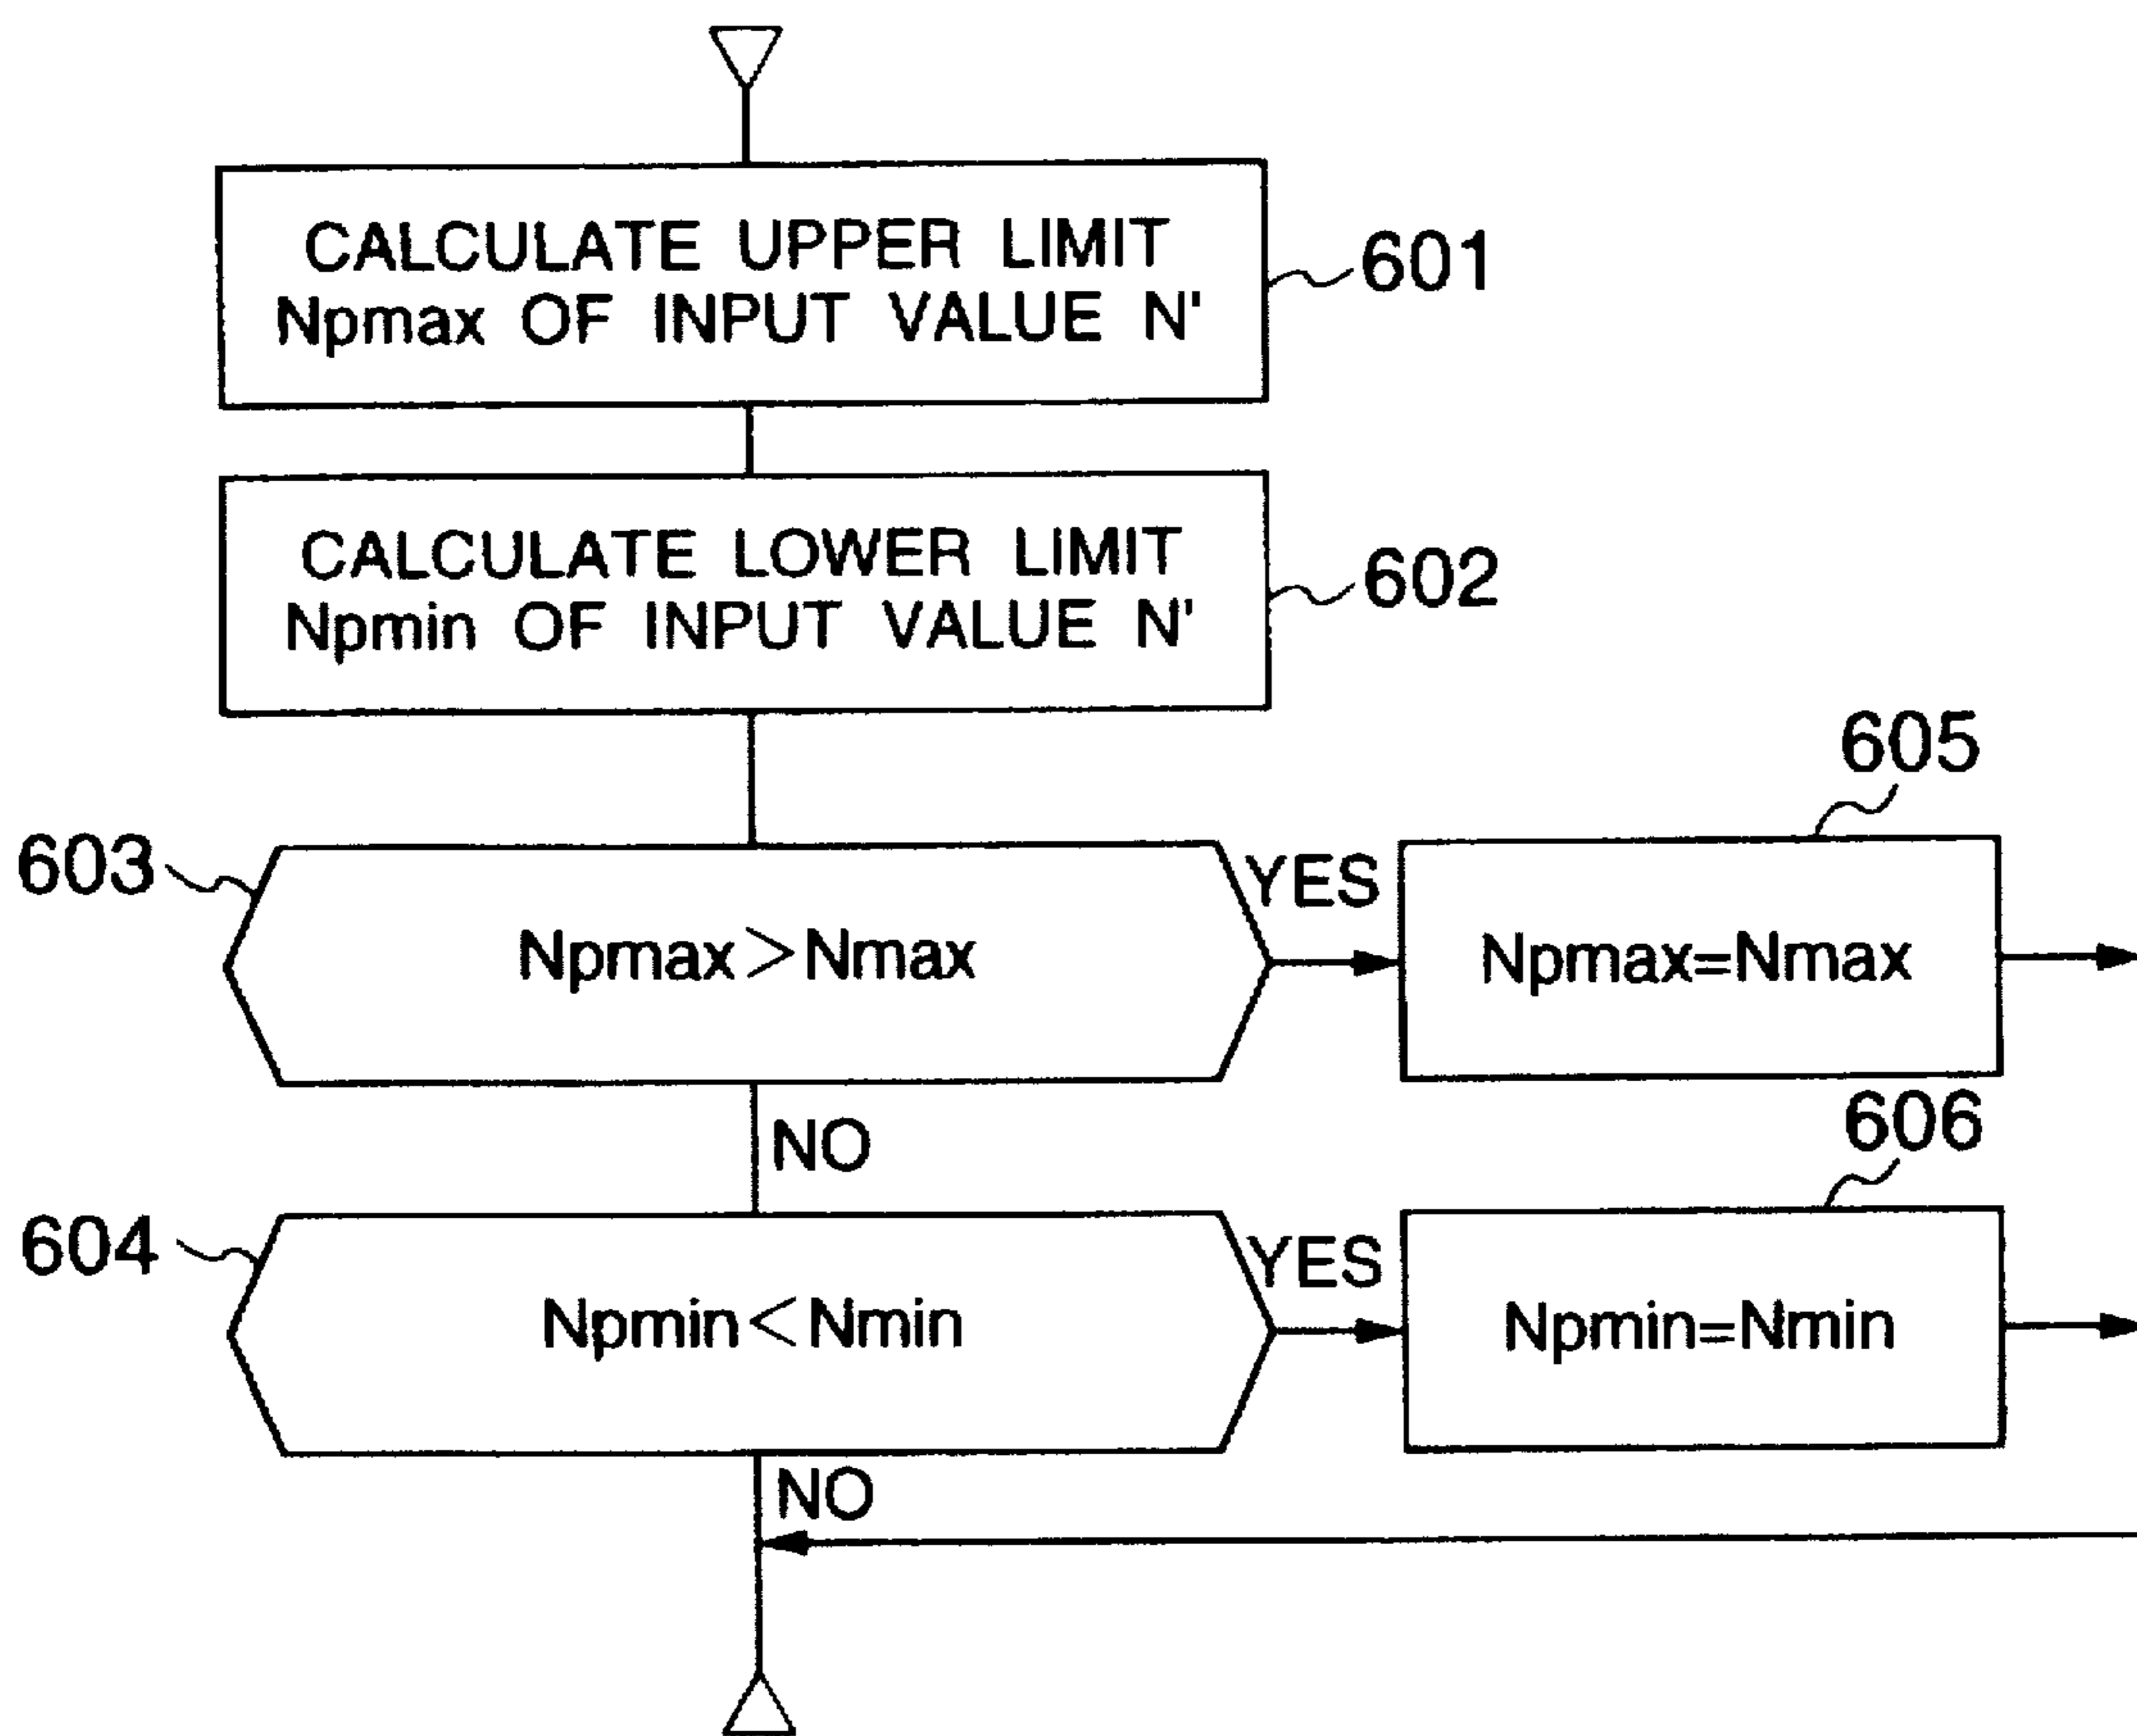 CALCULATE UPPER LIMIT
Npmax OF INPUT VALUE N'
601
CALCULATE LOWER LIMIT
Npmin OF INPUT VALUE N'
602
605
603
YES
Npmax>Nmax
Npmax=Nmax
NO
606
604
YES
Npmin<Nmin
Npmin=Nmin
NO